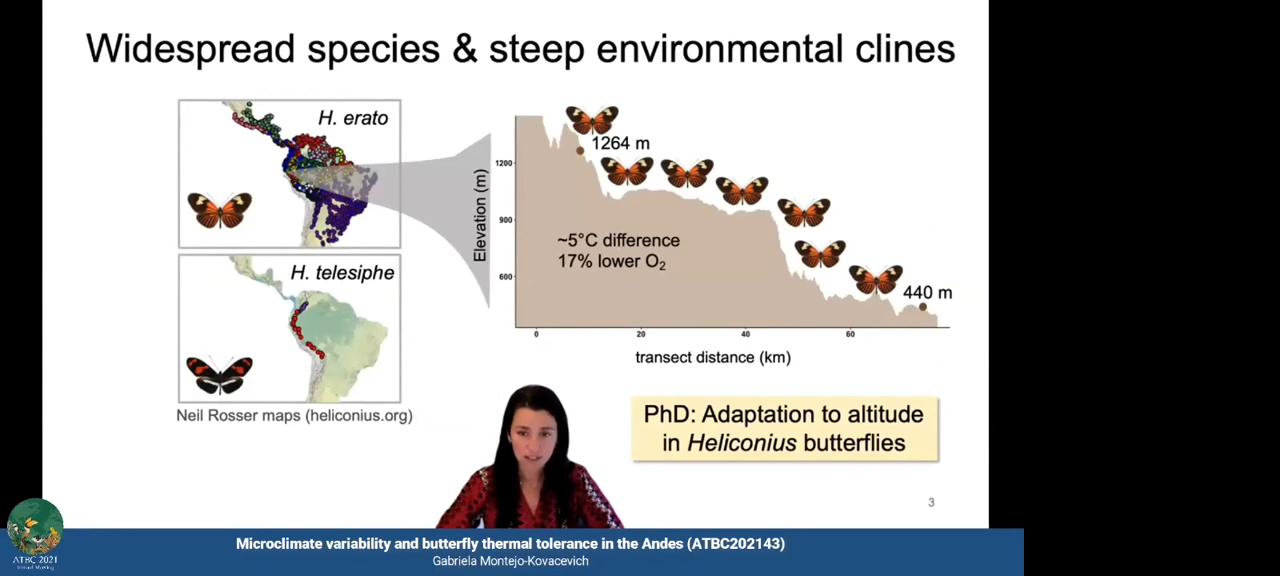 Widespread species & steep environmental clines
H. erato
H. telesiphe
Neil Rosser maps (heliconius.org)
Elevation (m)
1200
900
600
1264 m
~5°C difference
17% lower O₂
440 m
0
20
40
60
transect distance (km)
PhD: Adaptation to altitude
in Heliconius butterflies
3
ATBC 2021
Microclimate variability and butterfly thermal tolerance in the Andes (ATBC202143)
Gabriela Montejo-Kovacevich